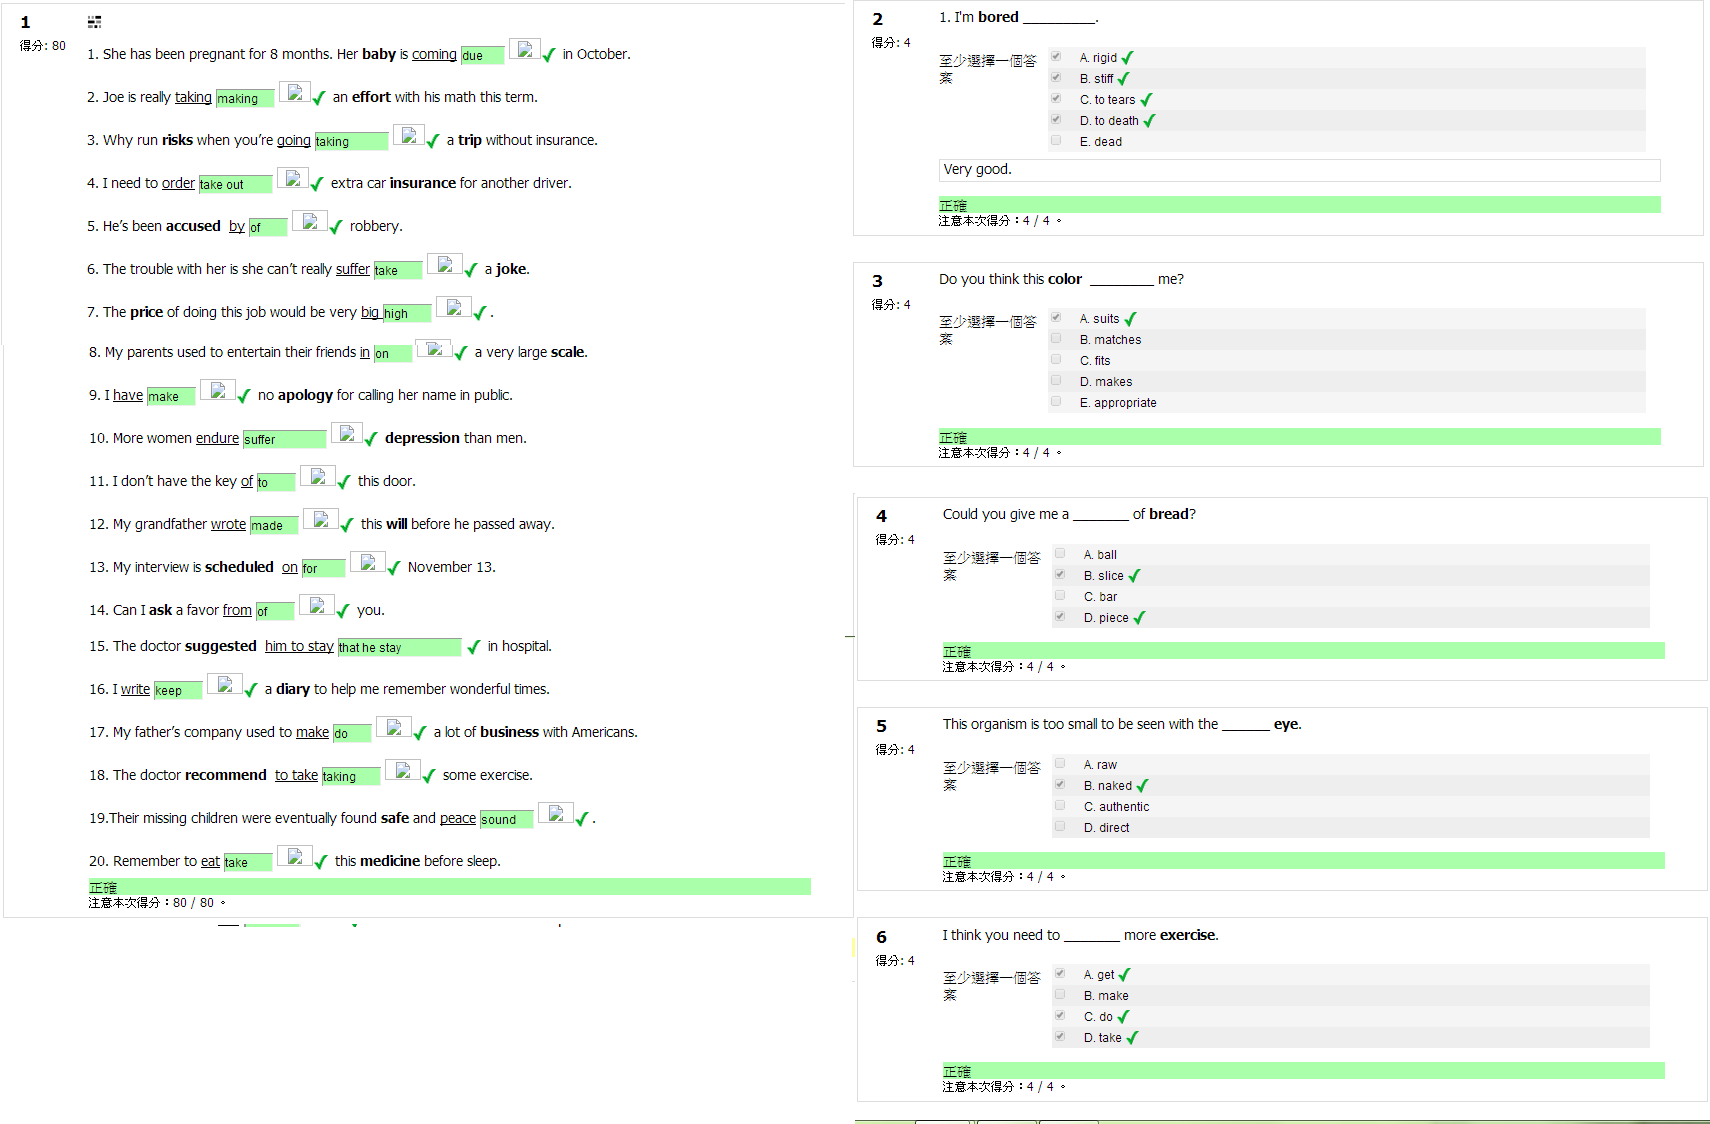 1
得分: 80
1. She has been pregnant for 8 months. Her baby is coming due in October.
2. Joe is really taking making an effort with his math this term.
3. Why run risks when you're going taking a trip without insurance.
4. I need to order take out extra car insurance for another driver.
5. He's been accused by of robbery.
6. The trouble with her is she can't really suffer take a joke.
7. The price of doing this job would be very big high .
8. My parents used to entertain their friends in on a very large scale.
9. I have make no apology for calling her name in public.
10. More women endure suffer depression than men.
11. I don't have the key of to this door.
12. My grandfather wrote made this will before he passed away.
13. My interview is scheduled on for November 13.
14. Can I ask a favor from of you.
15. The doctor suggested him to stay that he stay in hospital.
16. I write keep a diary to help me remember wonderful times.
17. My father's company used to make do a lot of business with Americans.
18. The doctor recommend to take taking some exercise.
19.Their missing children were eventually found safe and peace sound .
20. Remember to eat take this medicine before sleep.
正確
注意本次得分：80 / 80 。
2
得分: 4
1. I'm bored _________.
至少選擇一個答
案
A. rigid
B. stiff
C. to tears
D. to death
E. dead
Very good.
正確
注意本次得分：4 / 4 。
3
得分: 4
Do you think this color ________ me?
至少選擇一個答
案
A. suits
B. matches
C. fits
D. makes
E. appropriate
正確
注意本次得分：4 / 4 。
4
得分: 4
Could you give me a _______ of bread?
至少選擇一個答
案
A. ball
B. slice
C. bar
D. piece
正確
注意本次得分：4 / 4 。
5
得分: 4
This organism is too small to be seen with the ______ eye.
至少選擇一個答
案
A. raw
B. naked
C. authentic
D. direct
正確
注意本次得分：4 / 4 。
6
得分: 4
I think you need to _______ more exercise.
至少選擇一個答
案
A. get
B. make
C. do
D. take
正確
注意本次得分：4 / 4 。